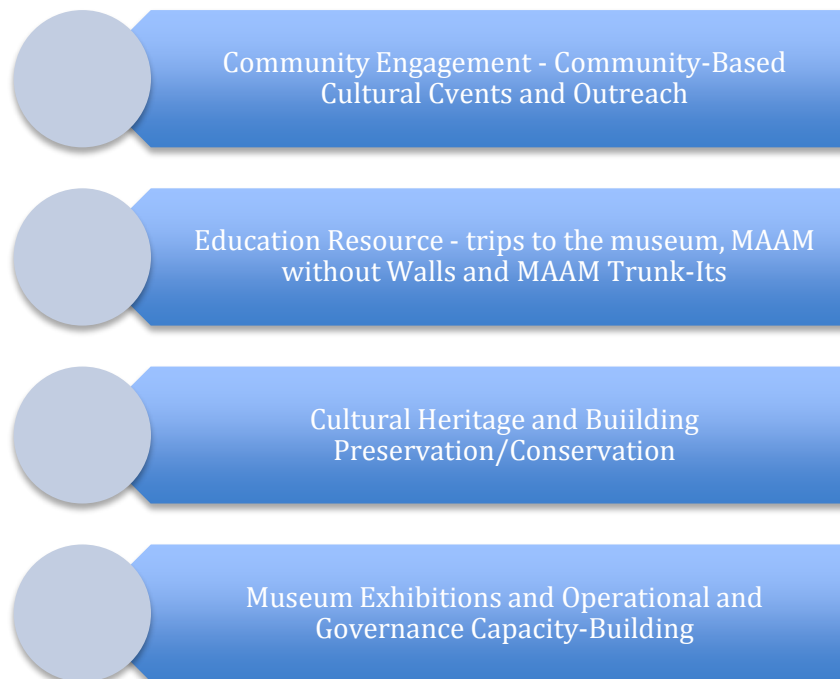 Community Engagement - Community-Based
Cultural Cvents and Outreach
Education Resource - trips to the museum, MAAM
without Walls and MAAM Trunk-Its
Cultural Heritage and Buiilding
Preservation/Conservation
Museum Exhibitions and Operational and
Governance Capacity-Building